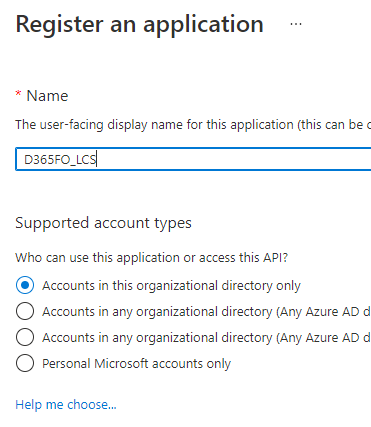 Register an application ...
* Name
The user-facing display name for this application (this can be
D365FO_LCS
Supported account types
Who can use this application or access this API?
Accounts in this organizational directory only
Accounts in any organizational directory (Any Azure AD d
Accounts in any organizational directory (Any Azure AD d
Personal Microsoft accounts only
Help me choose...